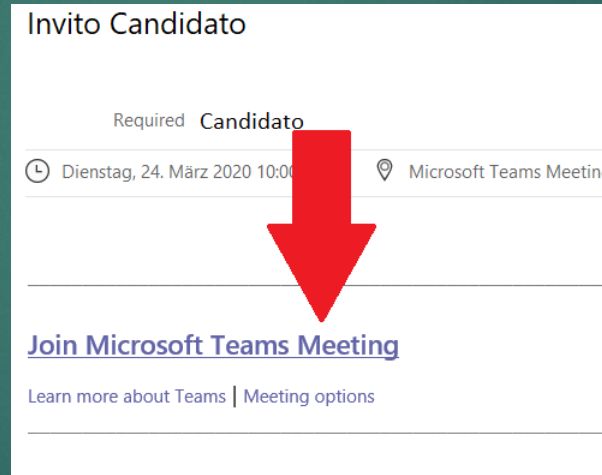 Invito Candidato
Required Candidato
Dienstag, 24. März 2020 10:00 Microsoft Teams Meetin
Join Microsoft Teams Meeting
Learn more about Teams | Meeting options